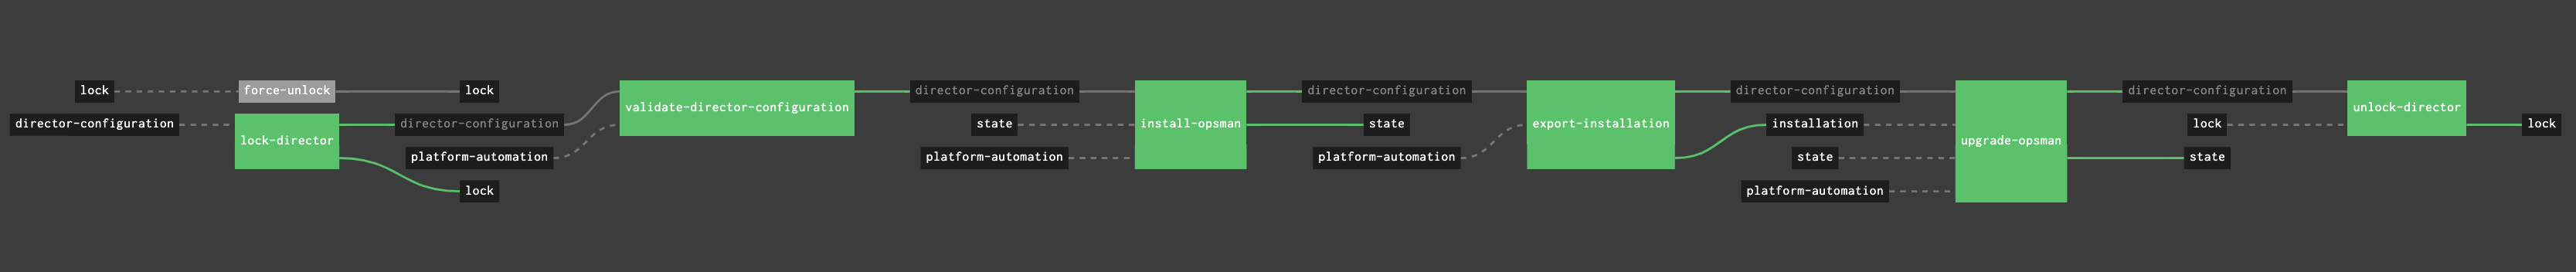 lock
force-unlock
lock
director-configuration
lock-director
director-configuration
platform-automation
lock
validate-director-configuration
director-configuration
state
platform-automation
install-opsman
director-configuration
state
platform-automation
export-installation
director-configuration
installation
state
platform-automation
upgrade-opsman
director-configuration
lock
state
unlock-director
lock